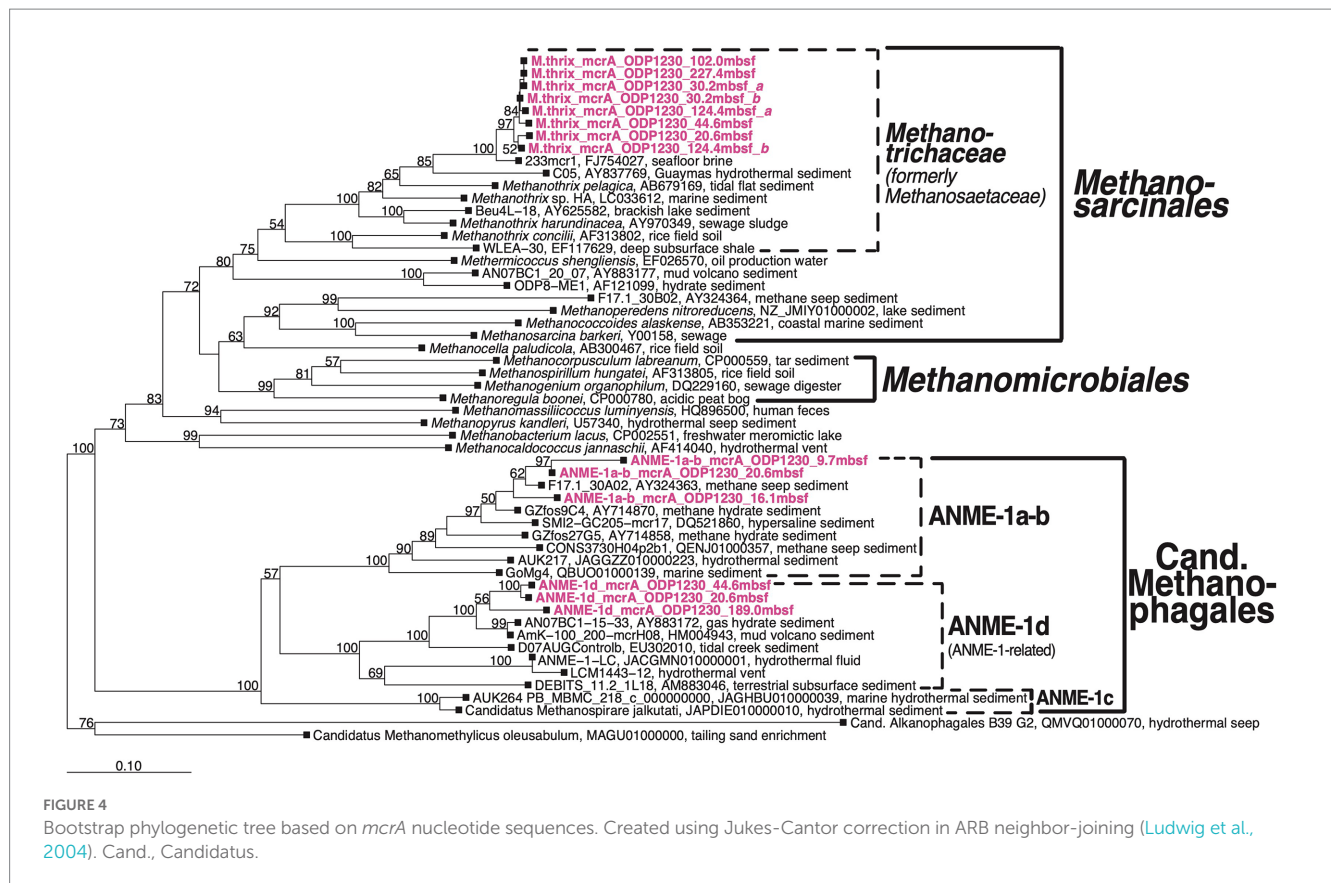 M.thrix_mcrA_ODP1230_102.0mbsf
M.thrix_mcrA_ODP1230_227.4mbsf
M.thrix_mcrA_ODP1230_30.2mbsf_a
M.thrix_mcrA_ODP1230_30.2mbsf_b
84 M.thrix_mcrA_ODP1230_124.4mbsf_a
97 M.thrix_mcrA_ODP1230_44.6mbsf
M.thrix_mcrA_ODP1230_20.6mbsf
100 52 M.thrix_mcrA_ODP1230_124.4mbsf_b
85 233mcr1, FJ754027, seafloor brine
65 C05, AY837769, Guaymas hydrothermal sediment
82 Methanothrix pelagica, AB679169, tidal flat sediment
100 Methanothrix sp. HA, LC033612, marine sediment
100 Beu4L-18, AY625582, brackish lake sediment
54 Methanothrix harundinacea, AY970349, sewage sludge
100 Methanothrix concilii, AF313802, rice field soil
75 WLEA-30, EF117629, deep subsurface shale
80 Methermicoccus shengliensis, EF026570, oil production water
100 AN07BC1_20_07, AY883177, mud volcano sediment
72 ODP8-ME1, AF121099, hydrate sediment
99 F17.1_30B02, AY324364, methane seep sediment
92 Methanoperedens nitroreducens, NZ_JMIY01000002, lake sediment
100 Methanococcoides alaskense, AB353221, coastal marine sediment
63 Methanosarcina barkeri, Y00158, sewage
Methanocella paludicola, AB300467, rice field soil
57 Methanocorpusculum labreanum, CP000559, tar sediment
81 Methanospirillum hungatei, AF313805, rice field soil
99 Methanogenium organophilum, DQ229160, sewage digester
83 Methanoregula boonei, CP000780, acidic peat bog
94 Methanomassiliicoccus luminyensis, HQ896500, human feces
73 Methanopyrus kandleri, U57340, hydrothermal seep sediment
99 Methanobacterium lacus, CP002551, freshwater meromictic lake
100 Methanocaldococcus jannaschii, AF414040, hydrothermal vent
97 ANME-1a-b_mcrA_ODP1230_9.7mbsf
62 ANME-1a-b_mcrA_ODP1230_20.6mbsf
F17.1_30A02, AY324363, methane seep sediment
50 ANME-1a-b_mcrA_ODP1230_16.1mbsf
97 GZfos9C4, AY714870, methane hydrate sediment
SMI2-GC205-mcr17, DQ521860, hypersaline sediment
89 GZfos27G5, AY714858, methane hydrate sediment
90 CONS3730H04p2b1, QENJ01000357, methane seep sediment
100 AUK217, JAGGZZ010000223, hydrothermal sediment
57 GoMg4, QBUO01000139, marine sediment
100 ANME-1d_mcrA_ODP1230_44.6mbsf
56 ANME-1d_mcrA_ODP1230_20.6mbsf
100 ANME-1d_mcrA_ODP1230_189.0mbsf
99 AN07BC1-15-33, AY883172, gas hydrate sediment
100 AmK-100_200-mcrH08, HM004943, mud volcano sediment
100 D07AUGControlb, EU302010, tidal creek sediment
100 ANME-1-LC, JACGMN010000001, hydrothermal fluid
69 LCM1443-12, hydrothermal vent
DEBITS_11.2_1L18, AM883046, terrestrial subsurface sediment
100 100 AUK264 PB_MBMC_218_c_000000000, JAGHBU010000039, marine hydrothermal sediment
Candidatus Methanospirare jalkutati, JAPDIE010000010, hydrothermal sediment
76 Cand. Alkanophagales B39 G2, QMVQ01000070, hydrothermal seep
Candidatus Methanomethylicus oleusabulum, MAGU01000000, tailing sand enrichment
0.10
Methano-
trichaceae
(formerly
Methanosaetaceae)
Methano-
sarcinales
Methanomicrobiales
ANME-1a-b
ANME-1d
(ANME-1-related)
ANME-1c
Cand.
Methano-
phagales
FIGURE 4
Bootstrap phylogenetic tree based on mcrA nucleotide sequences. Created using Jukes-Cantor correction in ARB neighbor-joining (Ludwig et al.,
2004). Cand., Candidatus.